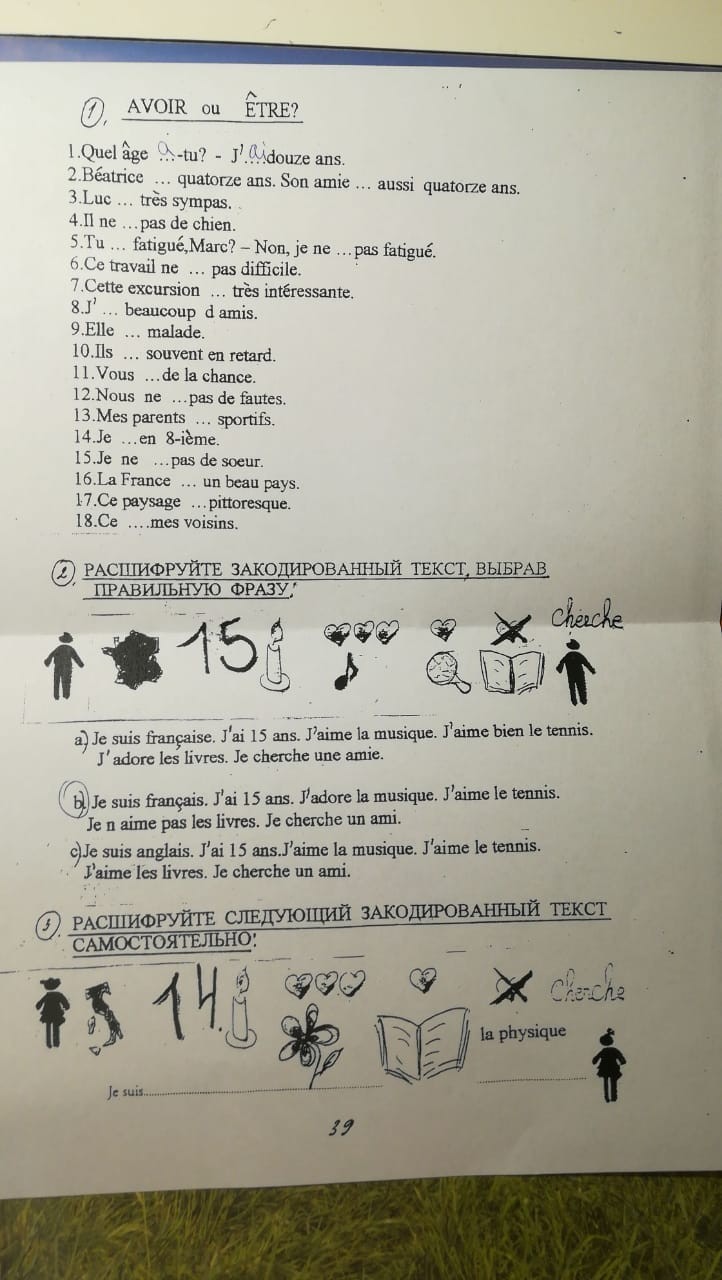 1. AVOIR ou ÊTRE?
1.Quel âge ...-tu? - J'ai douze ans.
2.Béatrice ... quatorze ans. Son amie ... aussi quatorze ans.
3.Luc ... très sympas.
4.Il ne ...pas de chien.
5.Tu ... fatigué,Marc? – Non, je ne ...pas fatigué.
6.Ce travail ne ... pas difficile.
7.Cette excursion ... très intéressante.
8.J' ... beaucoup d amis.
9.Elle ... malade.
10.Ils ... souvent en retard.
11.Vous ...de la chance.
12.Nous ne ...pas de fautes.
13.Mes parents ... sportifs.
14.Je ...en 8-ième.
15.Je ne ...pas de soeur.
16.La France ... un beau pays.
17.Ce paysage ...pittoresque.
18.Ce ....mes voisins.
2. РАСШИФРУЙТЕ ЗАКОДИРОВАННЫЙ ТЕКСТ, ВЫБРАВ
ПРАВИЛЬНУЮ ФРАЗУ!
15 Cherche
a) Je suis française. J'ai 15 ans. J'aime la musique. J'aime bien le tennis.
J'adore les livres. Je cherche une amie.
b) Je suis français. J'ai 15 ans. J'adore la musique. J'aime le tennis.
Je n aime pas les livres. Je cherche un ami.
c)Je suis anglais. J'ai 15 ans.J'aime la musique. J'aime le tennis.
J'aime les livres. Je cherche un ami.
3. РАСШИФРУЙТЕ СЛЕДУЮЩИЙ ЗАКОДИРОВАННЫЙ ТЕКСТ
САМОСТОЯТЕЛЬНО!
14. Cherche
la physique
Je suis......
39